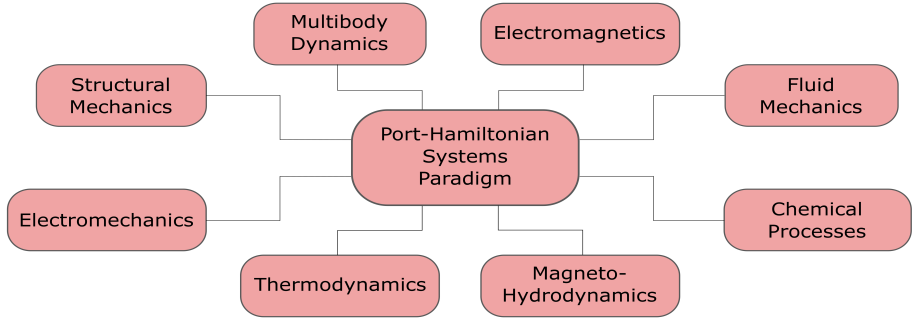 Multibody
Dynamics
Electromagnetics
Structural
Mechanics
Fluid
Mechanics
Port-Hamiltonian
Systems
Paradigm
Electromechanics
Chemical
Processes
Thermodynamics
Magneto-
Hydrodynamics